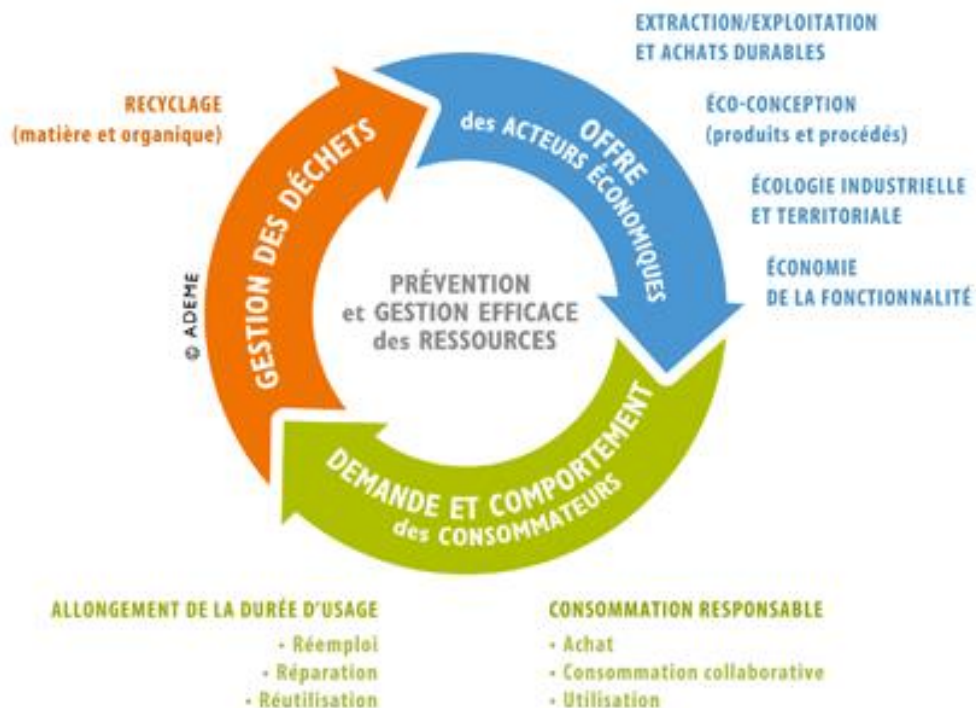 EXTRACTION/EXPLOITATION
ET ACHATS DURABLES
ÉCO-CONCEPTION
(produits et procédés)
ÉCOLOGIE INDUSTRIELLE
ET TERRITORIALE
ÉCONOMIE
DE LA FONCTIONNALITÉ
RECYCLAGE
(matière et organique)
OFFRE
des ACTEURS ÉCONOMIQUES
GESTION DES DÉCHETS
PRÉVENTION
et GESTION EFFICACE
des RESSOURCES
© ADEME
DEMANDE ET COMPORTEMENT
des CONSOMMATEURS
ALLONGEMENT DE LA DURÉE D'USAGE
• Réemploi
• Réparation
• Réutilisation
CONSOMMATION RESPONSABLE
• Achat
• Consommation collaborative
• Utilisation